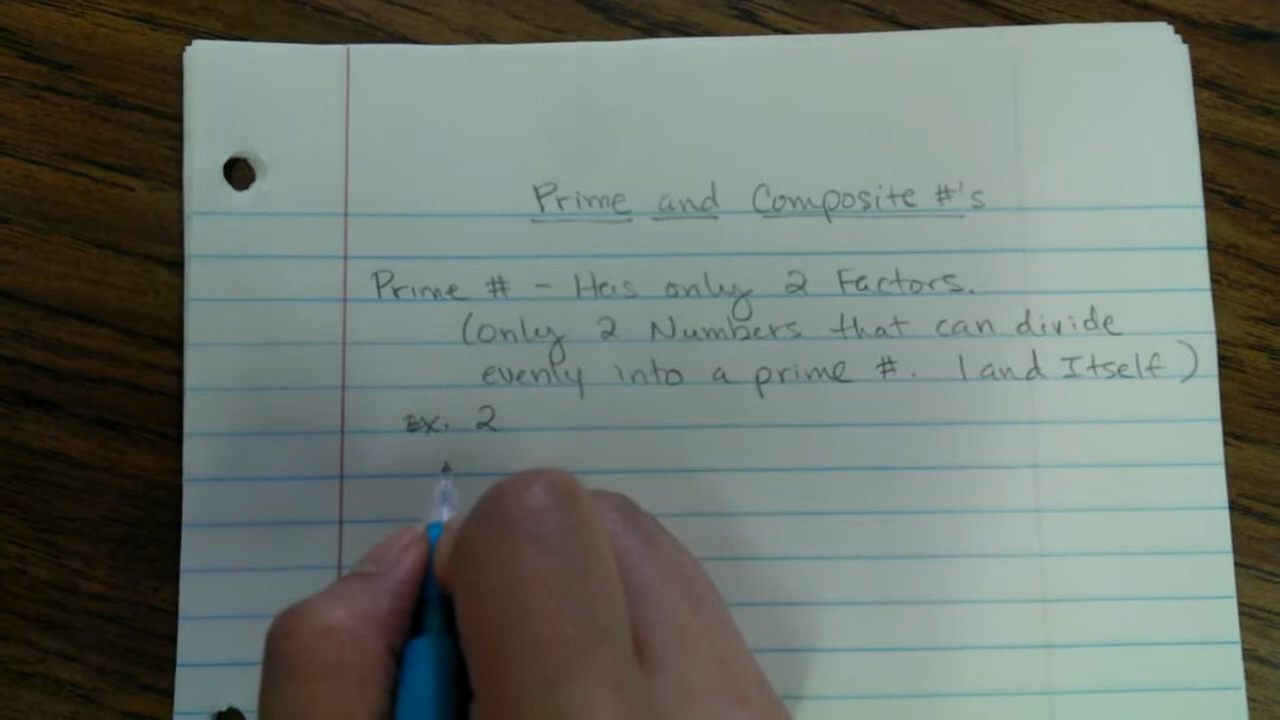 Prime and Composite #'s
Prime # - Has only 2 Factors.
(only 2 Numbers that can divide
evenly into a prime #. 1 and Itself)
Ex. 2